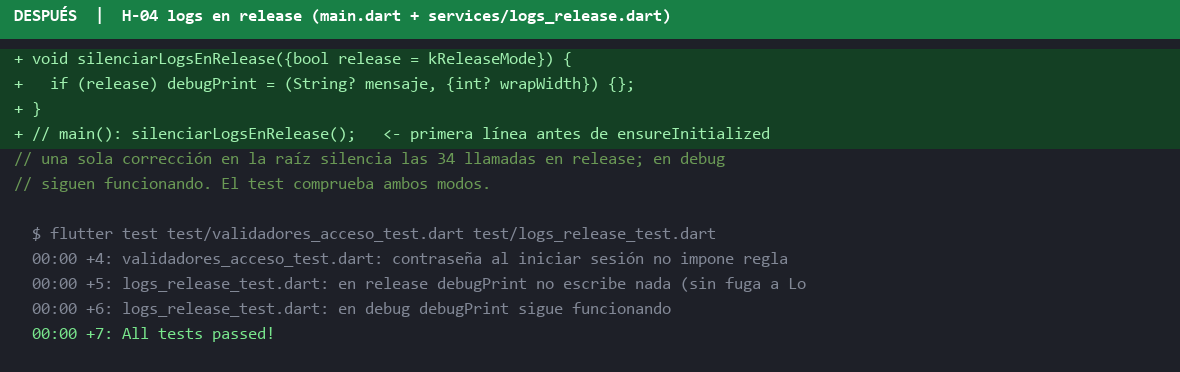 DESPUÉS | H-04 logs en release (main.dart + services/logs_release.dart)
+ void silenciarLogsEnRelease({bool release = kReleaseMode}) {
+   if (release) debugPrint = (String? mensaje, {int? wrapWidth}) {};
+ }
+ // main(): silenciarLogsEnRelease();   <- primera línea antes de ensureInitialized
// una sola corrección en la raíz silencia las 34 llamadas en release; en debug
// siguen funcionando. El test comprueba ambos modos.
$ flutter test test/validadores_acceso_test.dart test/logs_release_test.dart
00:00 +4: validadores_acceso_test.dart: contraseña al iniciar sesión no impone regla
00:00 +5: logs_release_test.dart: en release debugPrint no escribe nada (sin fuga a Lo
00:00 +6: logs_release_test.dart: en debug debugPrint sigue funcionando
00:00 +7: All tests passed!